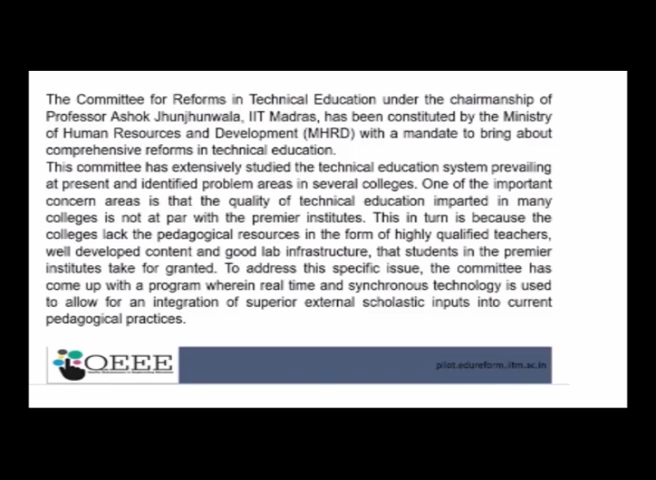 The Committee for Reforms in Technical Education under the chairmanship of
Professor Ashok Jhunjhunwala, IIT Madras, has been constituted by the Ministry
of Human Resources and Development (MHRD) with a mandate to bring about
comprehensive reforms in technical education.
This committee has extensively studied the technical education system prevailing
at present and identified problem areas in several colleges. One of the important
concern areas is that the quality of technical education imparted in many
colleges is not at par with the premier institutes. This in turn is because the
colleges lack the pedagogical resources in the form of highly qualified teachers,
well developed content and good lab infrastructure, that students in the premier
institutes take for granted. To address this specific issue, the committee has
come up with a program wherein real time and synchronous technology is used
to allow for an integration of superior external scholastic inputs into current
pedagogical practices.
QEEE
pilot.edureform.iitm.ac.in